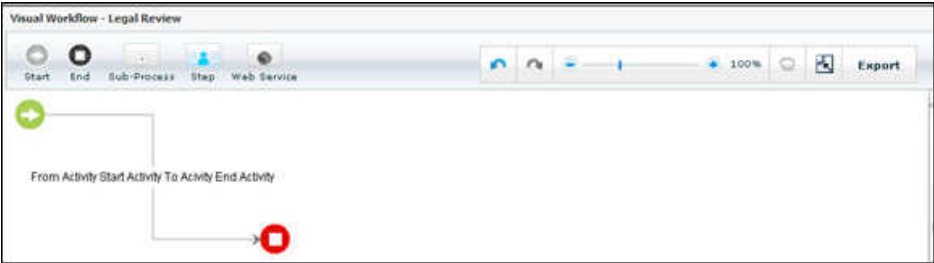 Visual Workflow - Legal Review
Start End Sub-Process Step Web Service 100% Export
From Activity Start Activity To Acivity End Activity